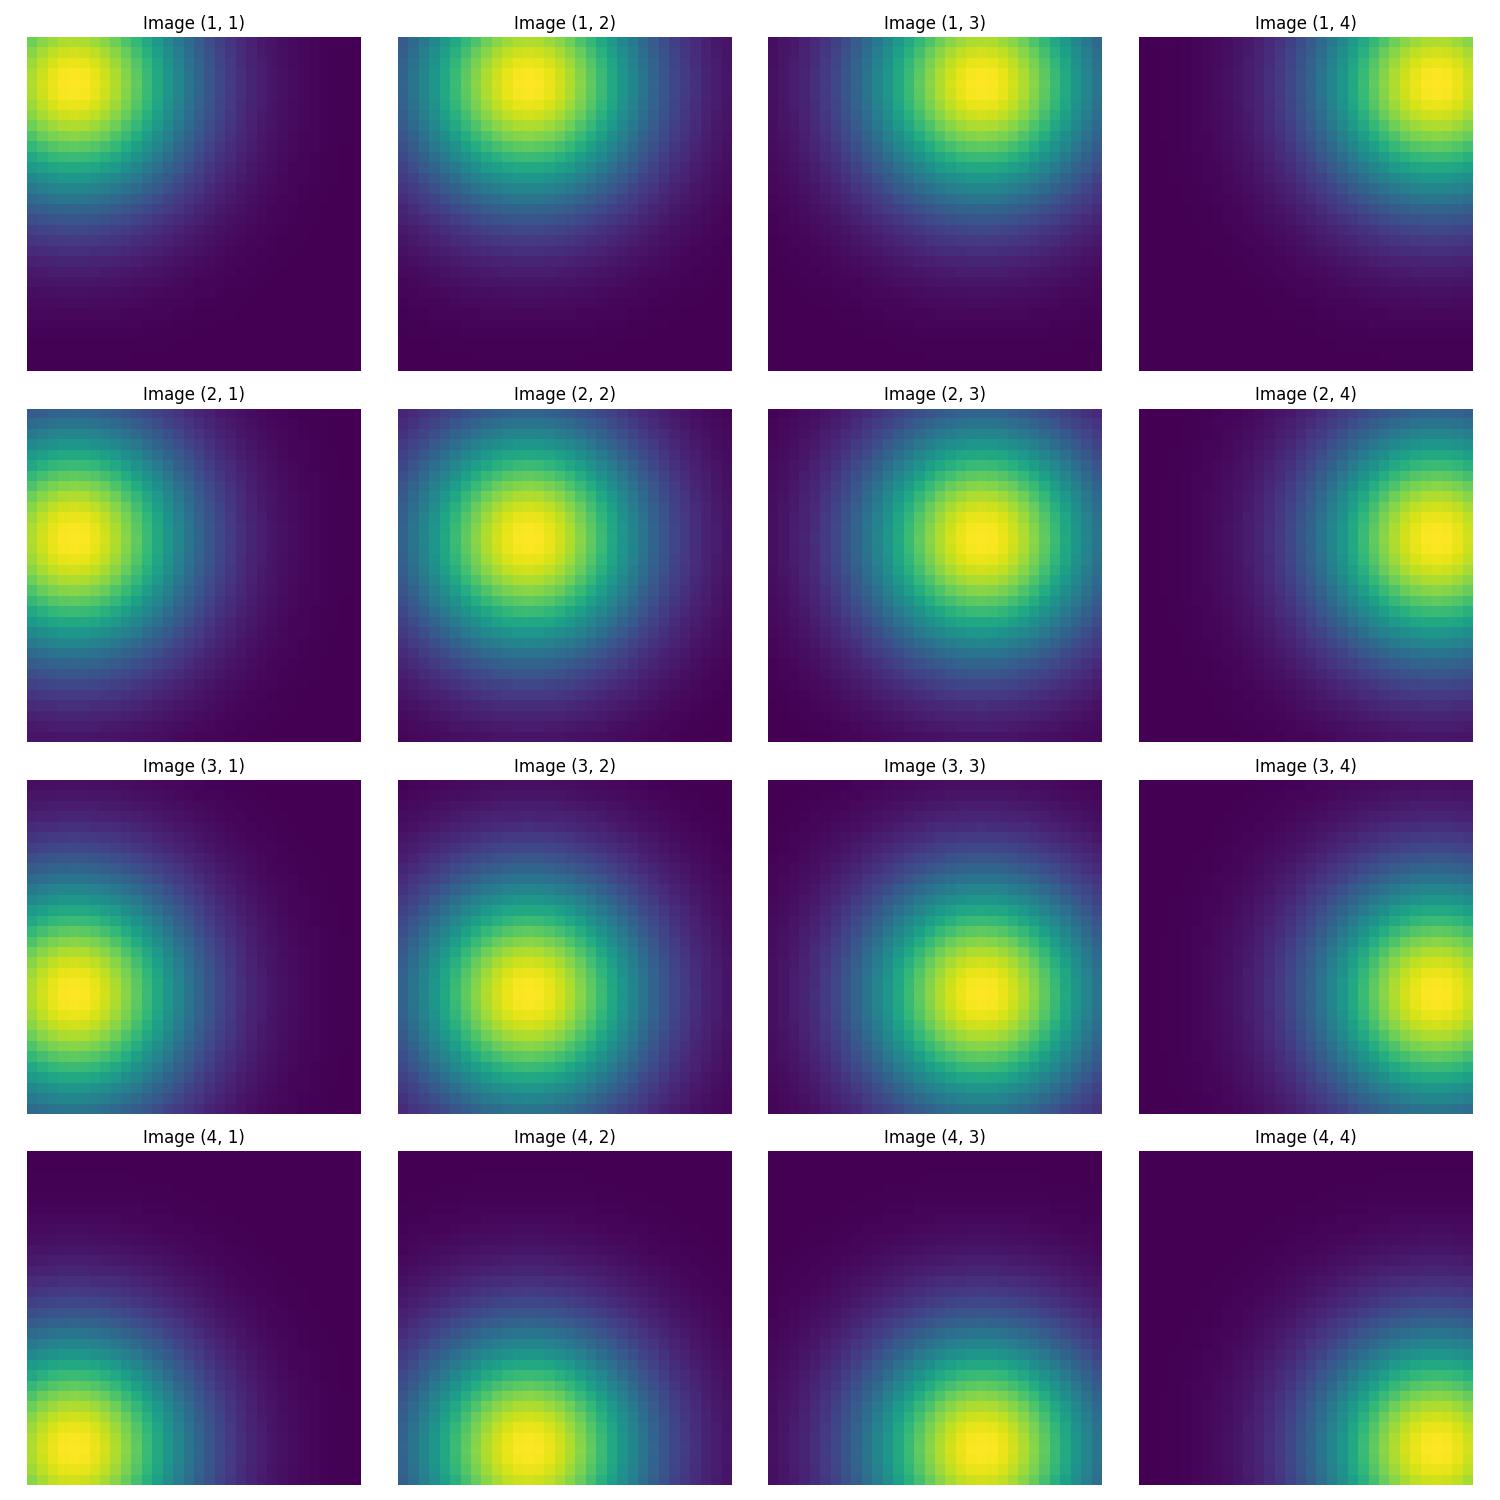 Image (1, 1)
Image (1, 2)
Image (1, 3)
Image (1, 4)
Image (2, 1)
Image (2, 2)
Image (2, 3)
Image (2, 4)
Image (3, 1)
Image (3, 2)
Image (3, 3)
Image (3, 4)
Image (4, 1)
Image (4, 2)
Image (4, 3)
Image (4, 4)